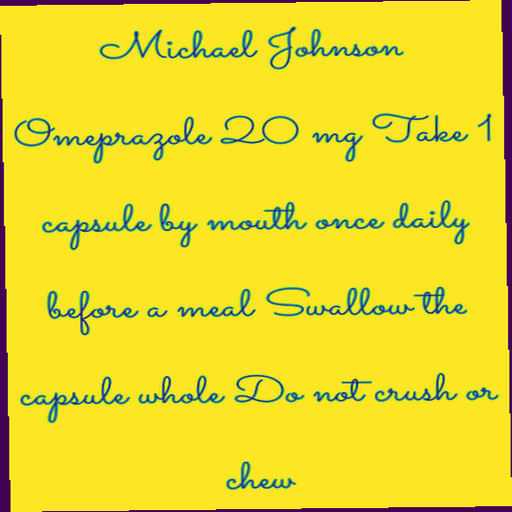 Michael Johnson
Omeprazole 20 mg Take 1
capsule by mouth once daily
before a meal Swallow the
capsule whole Do not crush or
chew